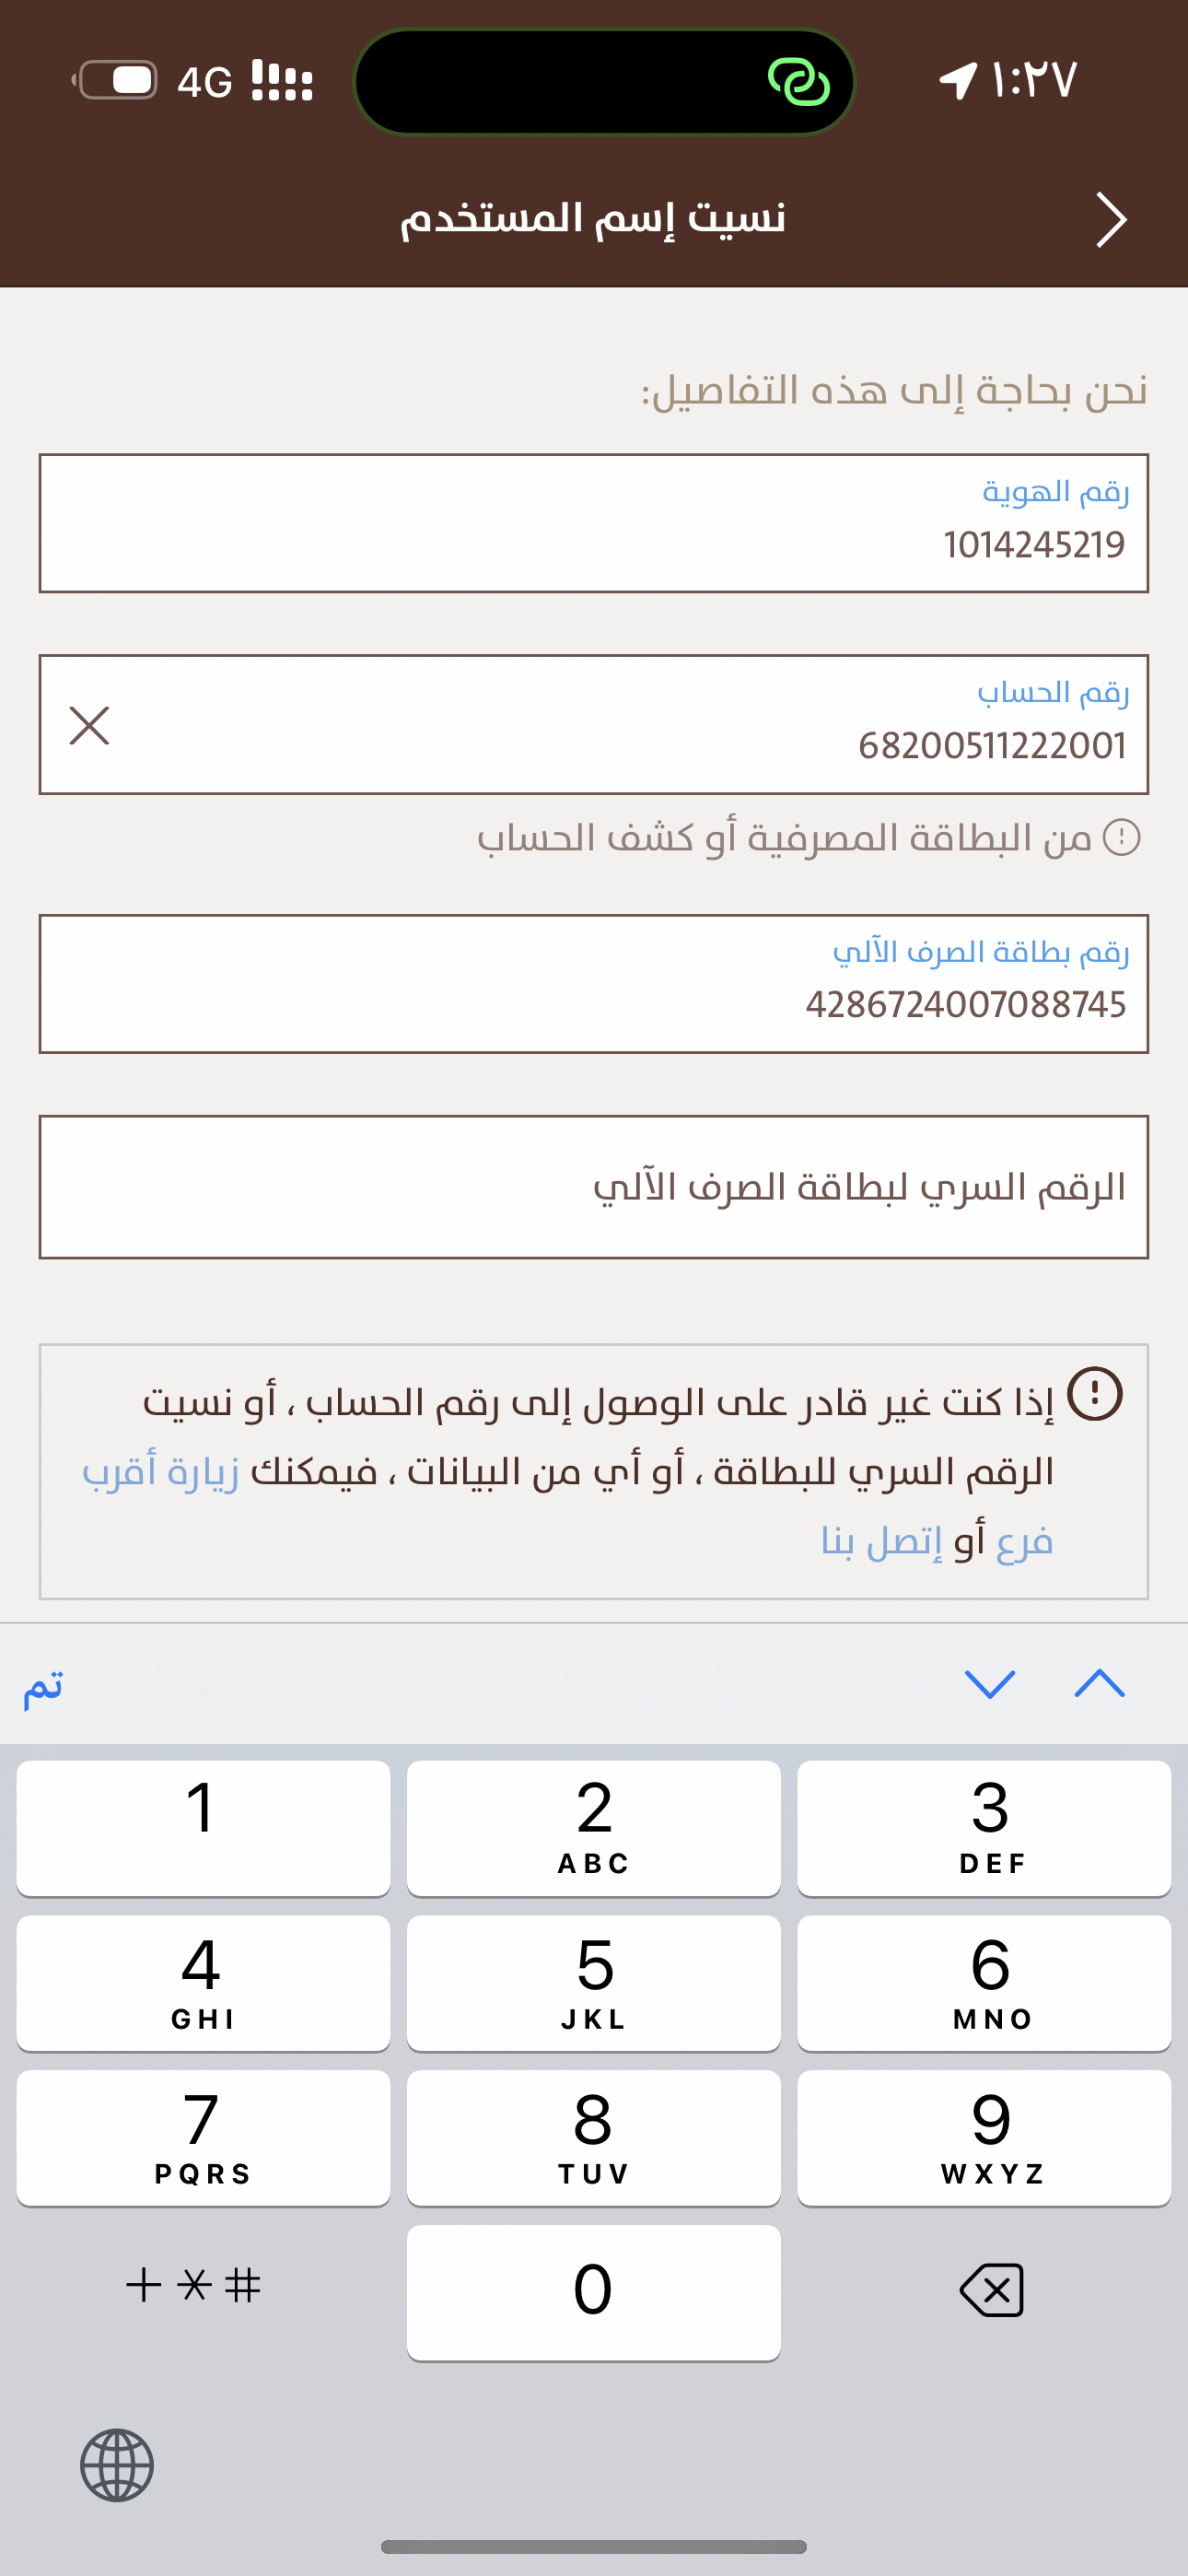 ١:٢٧
4G
نسيت إسم المستخدم
نحن بحاجة إلى هذه التفاصيل:
رقم الهوية
1014245219
رقم الحساب
68200511222001
من البطاقة المصرفية أو كشف الحساب
رقم بطاقة الصرف الآلي
4286724007088745
الرقم السري لبطاقة الصرف الآلي
إذا كنت غير قادر على الوصول إلى رقم الحساب ، أو نسيت
الرقم السري للبطاقة ، أو أي من البيانات ، فيمكنك زيارة أقرب
فرع أو إتصل بنا
تم
1 2 3
ABC DEF
4 5 6
GHI JKL MNO
7 8 9
PQRS TUV WXYZ
+ * # 0